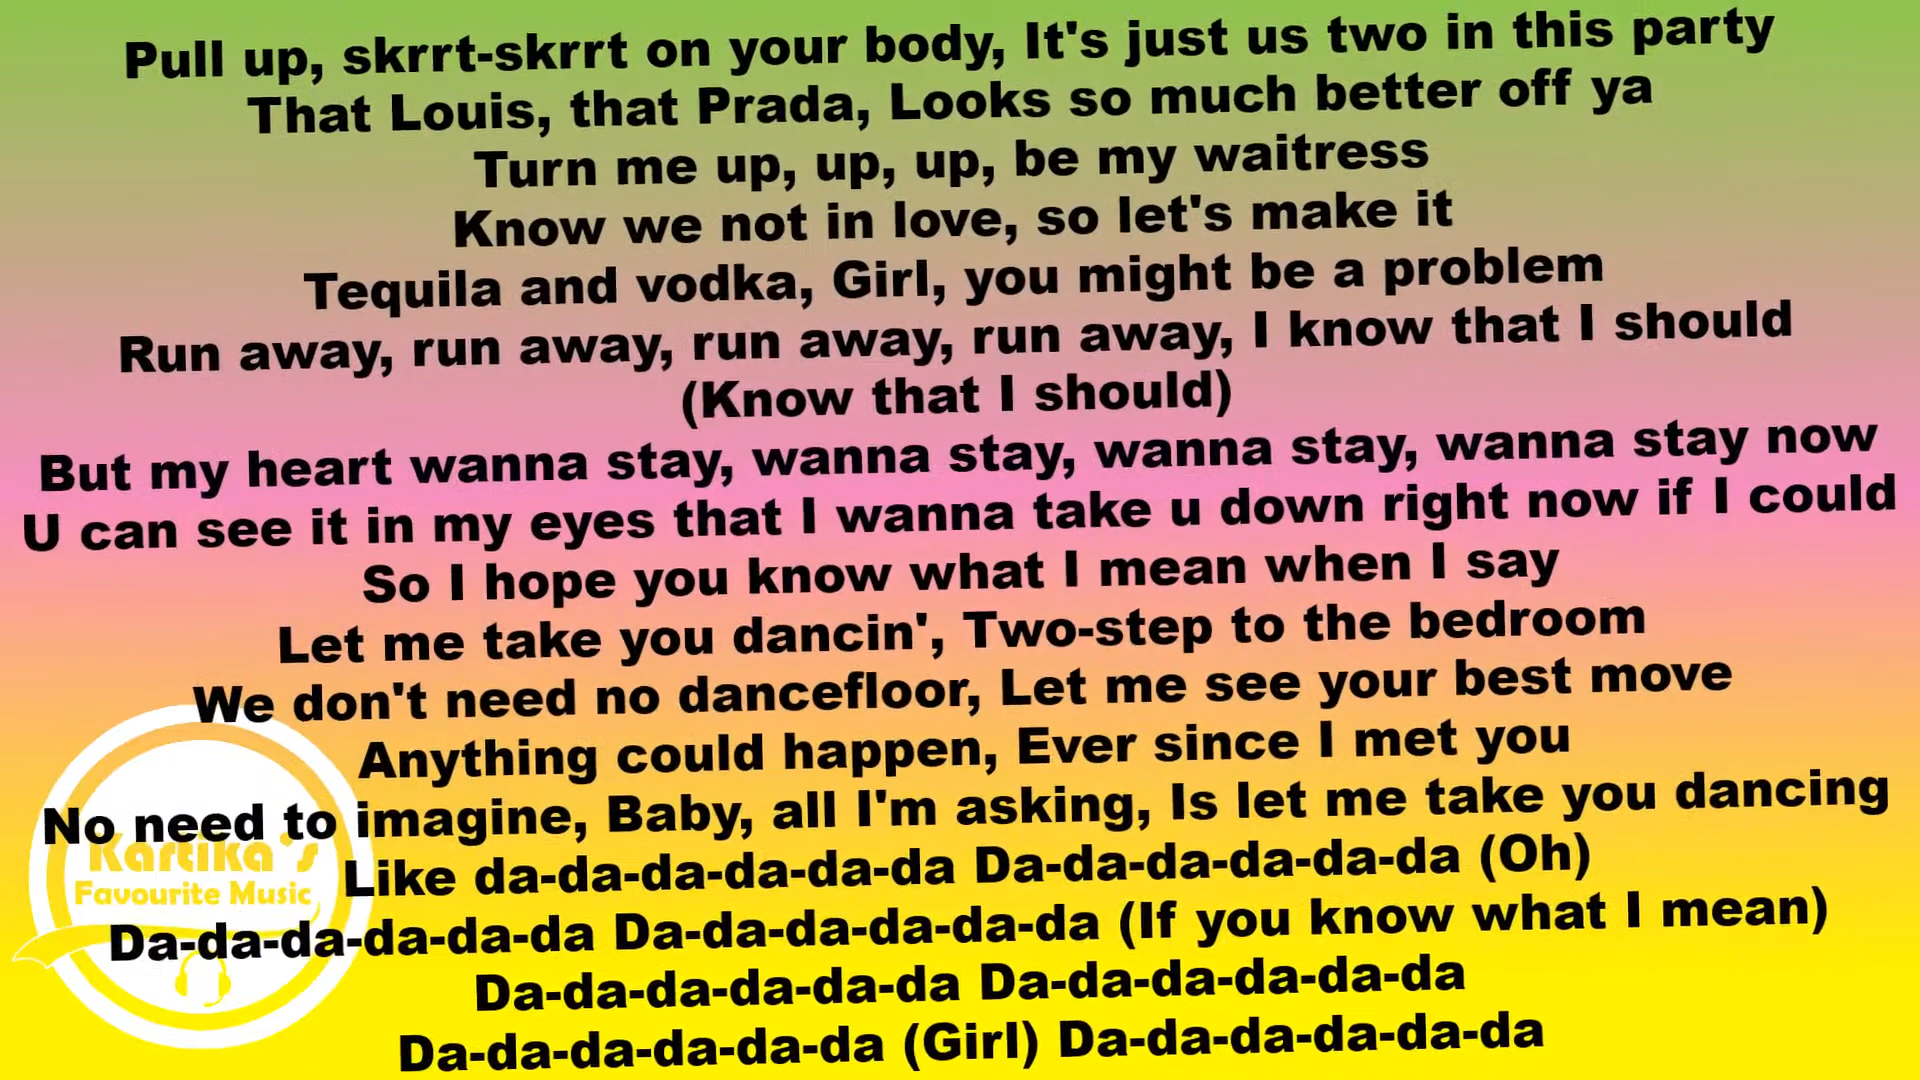 Pull up, skrrt-skrrt on your body, It's just us two in this party
That Louis, that Prada, Looks so much better off ya
Turn me up, up, up, be my waitress
Know we not in love, so let's make it
Tequila and vodka, Girl, you might be a problem
Run away, run away, run away, run away, I know that I should
(Know that I should)
But my heart wanna stay, wanna stay, wanna stay, wanna stay now
U can see it in my eyes that I wanna take u down right now if I could
So I hope you know what I mean when I say
Let me take you dancin', Two-step to the bedroom
We don't need no dancefloor, Let me see your best move
Anything could happen, Ever since I met you
No need to imagine, Baby, all I'm asking, Is let me take you dancing
Like da-da-da-da-da-da Da-da-da-da-da-da (Oh)
Da-da-da-da-da-da Da-da-da-da-da-da (If you know what I mean)
Da-da-da-da-da-da Da-da-da-da-da-da
Da-da-da-da-da-da (Girl) Da-da-da-da-da-da
Kartika's
Favourite Music